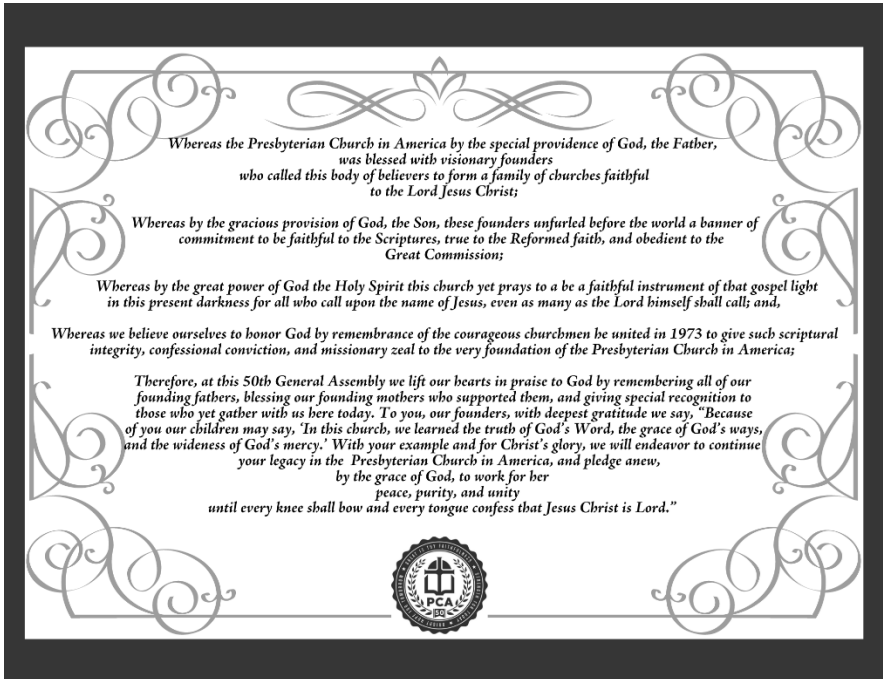 Whereas the Presbyterian Church in America by the special providence of God, the Father,
was blessed with visionary founders
who called this body of believers to form a family of churches faithful
to the Lord Jesus Christ;
Whereas by the gracious provision of God, the Son, these founders unfurled before the world a banner of
commitment to be faithful to the Scriptures, true to the Reformed faith, and obedient to the
Great Commission;
Whereas by the great power of God the Holy Spirit this church yet prays to a be a faithful instrument of that gospel light
in this present darkness for all who call upon the name of Jesus, even as many as the Lord himself shall call; and,
Whereas we believe ourselves to honor God by remembrance of the courageous churchmen he united in 1973 to give such scriptural
integrity, confessional conviction, and missionary zeal to the very foundation of the Presbyterian Church in America;
Therefore, at this 50th General Assembly we lift our hearts in praise to God by remembering all of our
founding fathers, blessing our founding mothers who supported them, and giving special recognition to
those who yet gather with us here today. To you, our founders, with deepest gratitude we say, “Because
of you our children may say, ‘In this church, we learned the truth of God’s Word, the grace of God’s ways,
and the wideness of God’s mercy.’ With your example and for Christ’s glory, we will endeavor to continue
your legacy in the Presbyterian Church in America, and pledge anew,
by the grace of God, to work for her
peace, purity, and unity
until every knee shall bow and every tongue confess that Jesus Christ is Lord.”
PCA
50